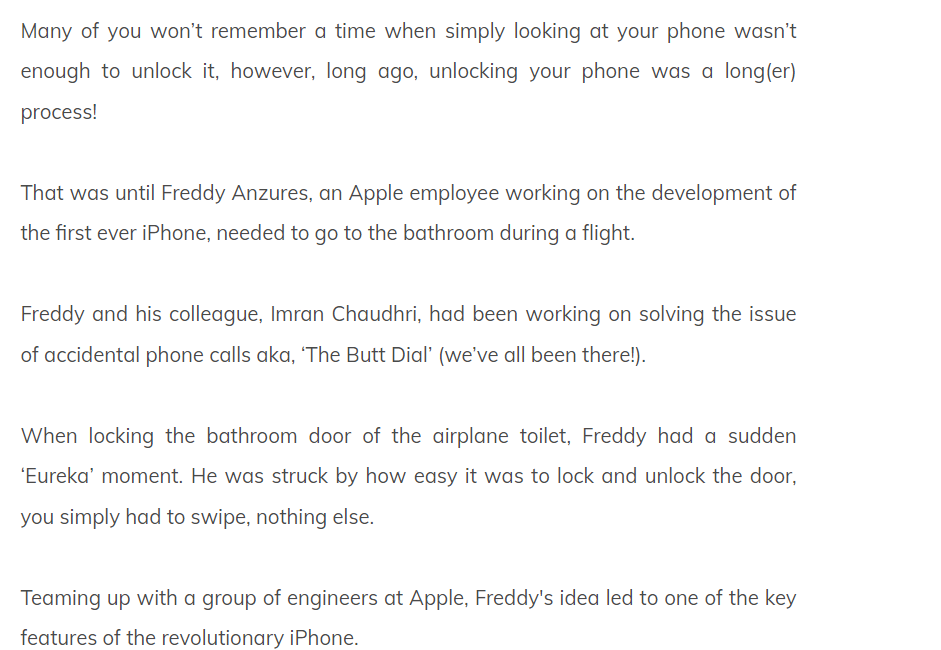 Many of you won’t remember a time when simply looking at your phone wasn’t
enough to unlock it, however, long ago, unlocking your phone was a long(er)
process!
That was until Freddy Anzures, an Apple employee working on the development of
the first ever iPhone, needed to go to the bathroom during a flight.
Freddy and his colleague, Imran Chaudhri, had been working on solving the issue
of accidental phone calls aka, ‘The Butt Dial’ (we’ve all been there!).
When locking the bathroom door of the airplane toilet, Freddy had a sudden
‘Eureka’ moment. He was struck by how easy it was to lock and unlock the door,
you simply had to swipe, nothing else.
Teaming up with a group of engineers at Apple, Freddy's idea led to one of the key
features of the revolutionary iPhone.